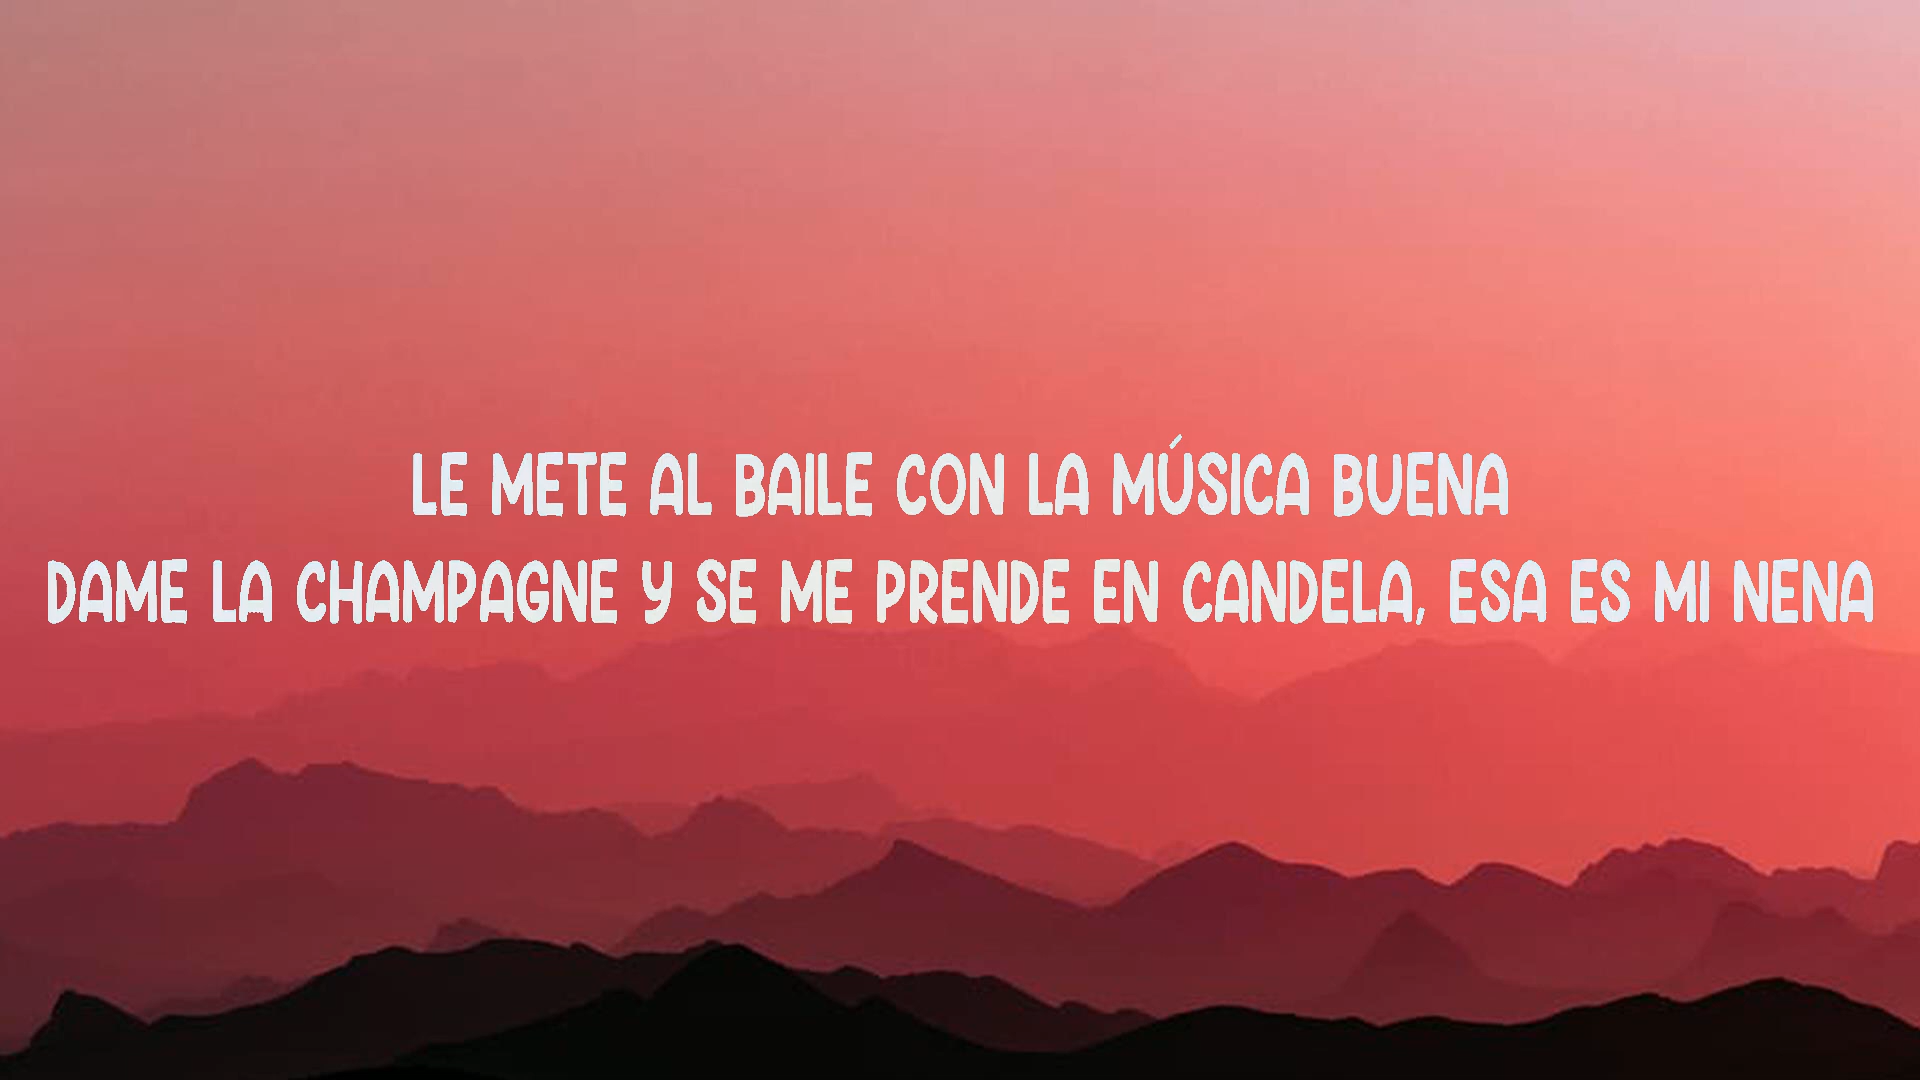 LE METE AL BAILE CON LA MÚSICA BUENA
DAME LA CHAMPAGNE Y SE ME PRENDE EN CANDELA, ESA ES MI NENA